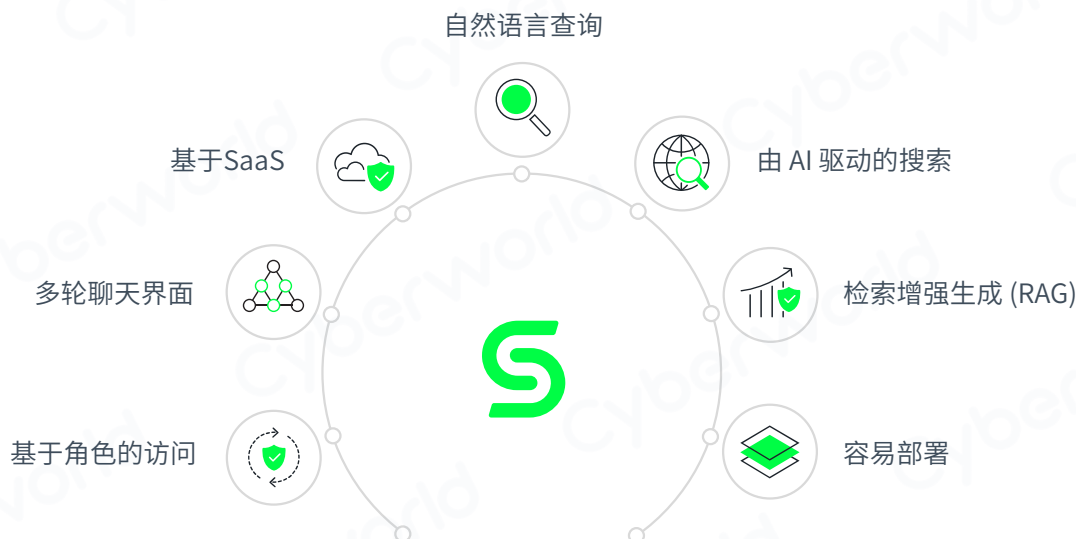 自然语言查询
基于SaaS
由 AI 驱动的搜索
多轮聊天界面
检索增强生成 (RAG)
基于角色的访问
容易部署
Cyberworld